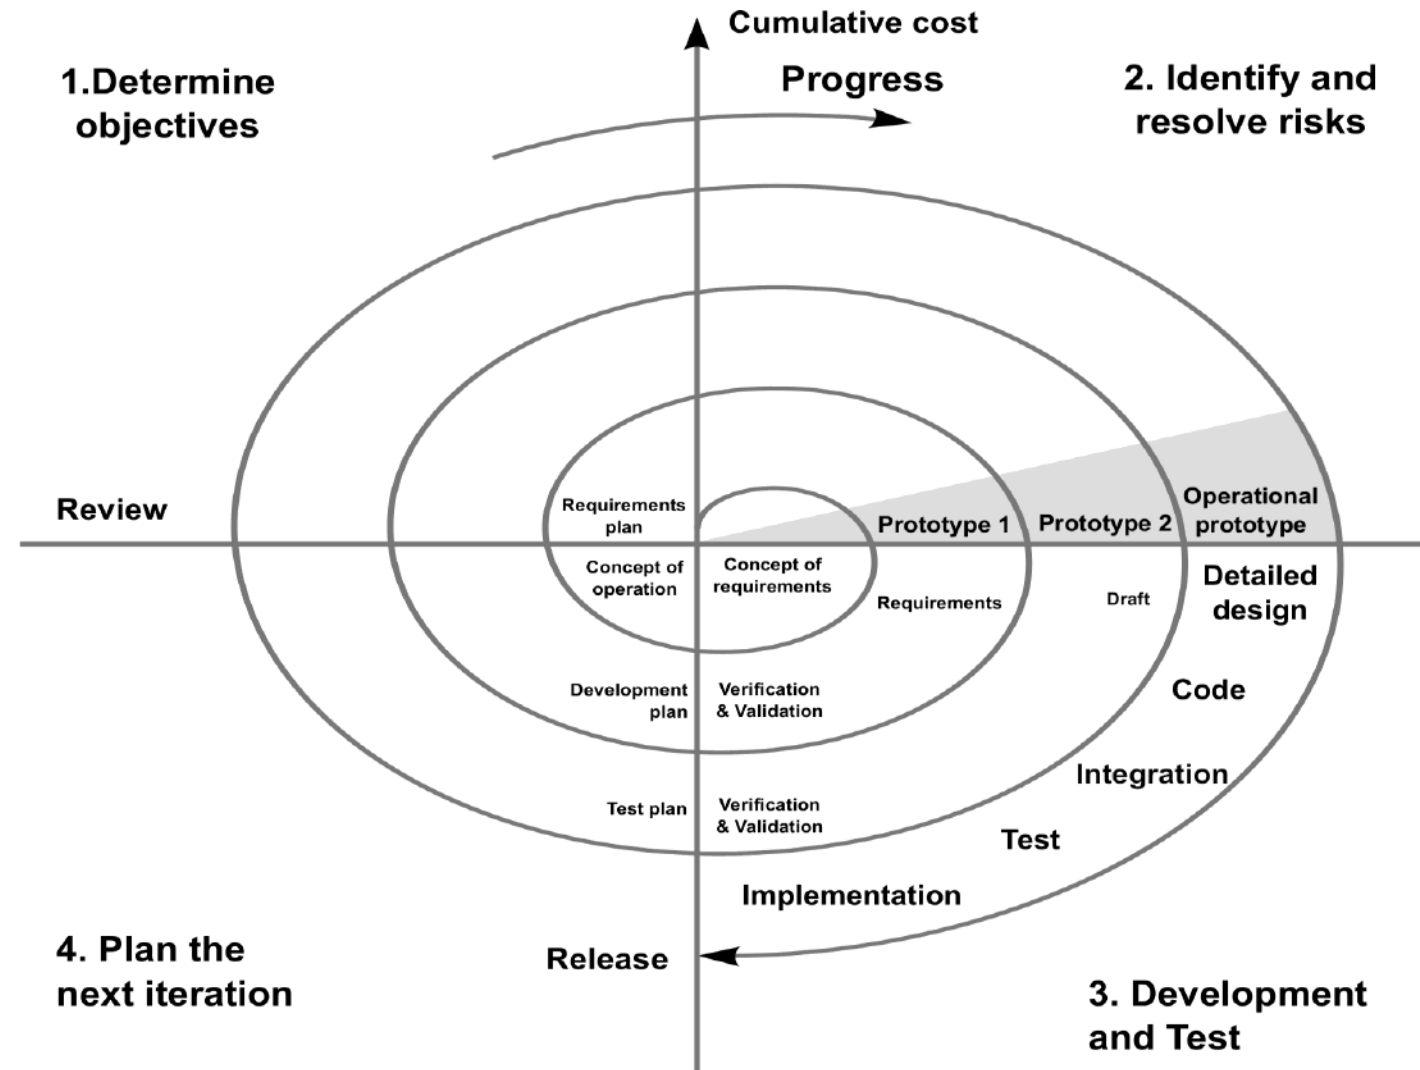 Cumulative cost
Progress
1.Determine
objectives
2. Identify and
resolve risks
Review
Requirements
plan
Prototype 1
Prototype 2
Operational
prototype
Concept of
operation
Concept of
requirements
Requirements
Draft
Detailed
design
Development
plan
Verification
& Validation
Code
Integration
Test plan
Verification
& Validation
Test
Implementation
Release
4. Plan the
next iteration
3. Development
and Test